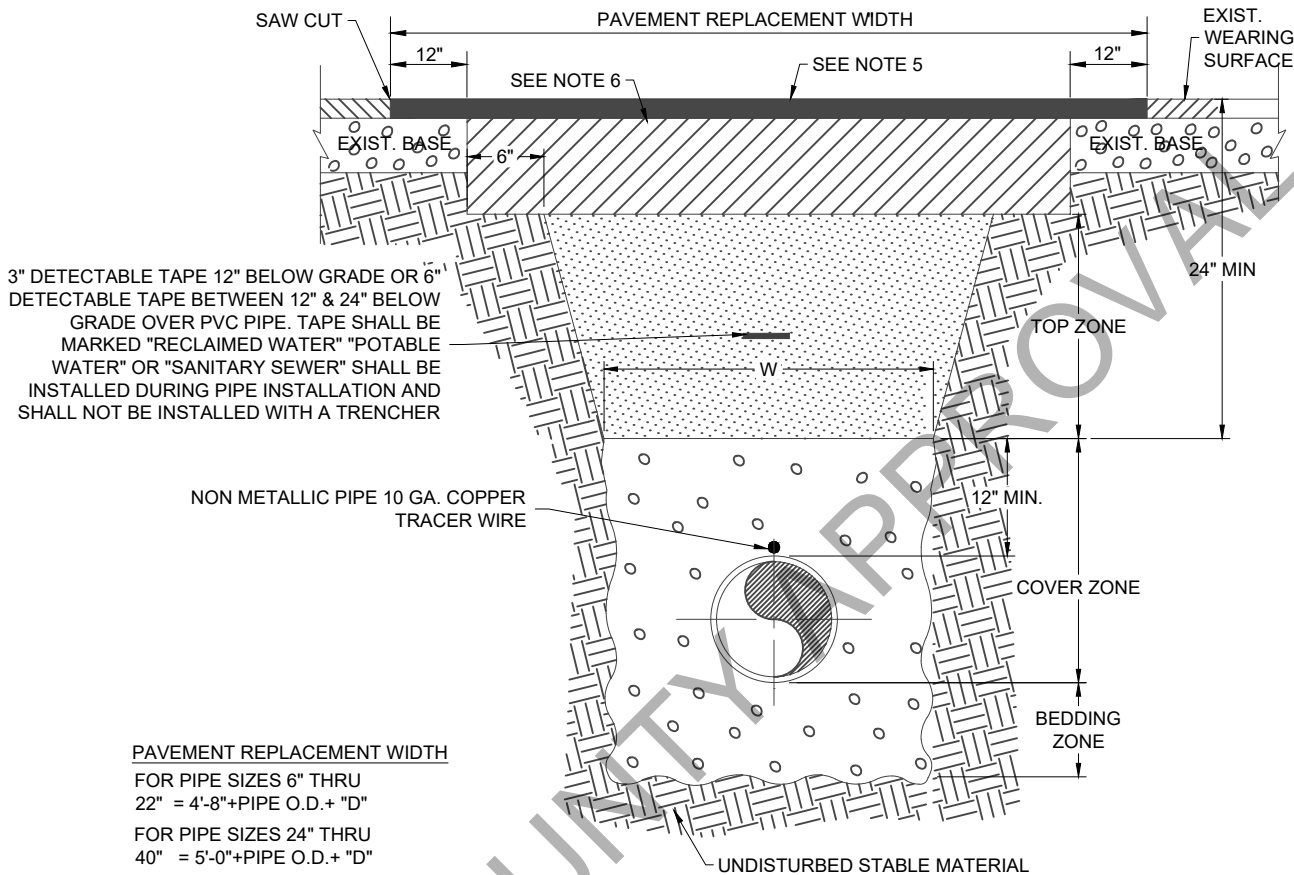 SAW CUT
PAVEMENT REPLACEMENT WIDTH
EXIST.
WEARING
SURFACE
12"
12"
SEE NOTE 6
SEE NOTE 5
EXIST. BASE
EXIST. BASE
6"
24" MIN
3" DETECTABLE TAPE 12" BELOW GRADE OR 6"
DETECTABLE TAPE BETWEEN 12" & 24" BELOW
GRADE OVER PVC PIPE. TAPE SHALL BE
MARKED "RECLAIMED WATER" "POTABLE
WATER" OR "SANITARY SEWER" SHALL BE
INSTALLED DURING PIPE INSTALLATION AND
SHALL NOT BE INSTALLED WITH A TRENCHER
TOP ZONE
W
NON METALLIC PIPE 10 GA. COPPER
TRACER WIRE
12" MIN.
COVER ZONE
BEDDING
ZONE
PAVEMENT REPLACEMENT WIDTH
FOR PIPE SIZES 6" THRU
22" = 4'-8"+PIPE O.D.+ "D"
FOR PIPE SIZES 24" THRU
40" = 5'-0"+PIPE O.D.+ "D"
UNDISTURBED STABLE MATERIAL
UNTY APPROVAL